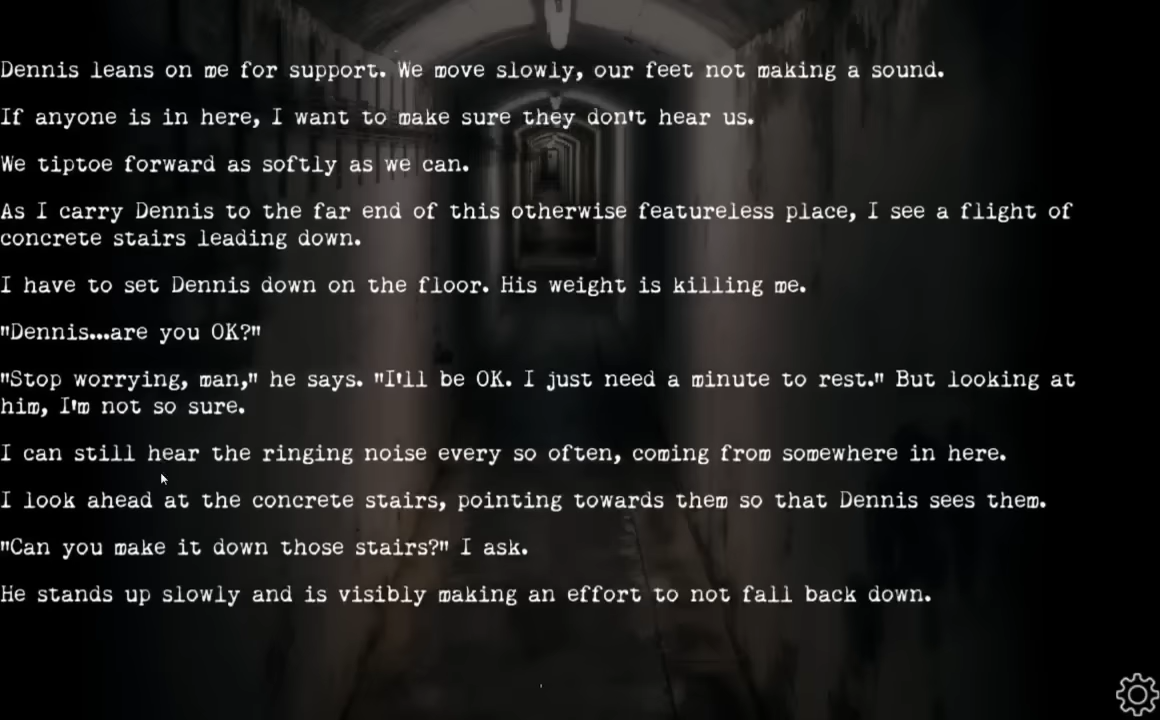 Dennis leans on me for support. We move slowly, our feet not making a sound.
If anyone is in here, I want to make sure they don't hear us.
We tiptoe forward as softly as we can.
As I carry Dennis to the far end of this otherwise featureless place, I see a flight of
concrete stairs leading down.
I have to set Dennis down on the floor. His weight is killing me.
"Dennis...are you OK?"
"Stop worrying, man," he says. "I'll be OK. I just need a minute to rest." But looking at
him, I'm not so sure.
I can still hear the ringing noise every so often, coming from somewhere in here.
I look ahead at the concrete stairs, pointing towards them so that Dennis sees them.
"Can you make it down those stairs?" I ask.
He stands up slowly and is visibly making an effort to not fall back down.